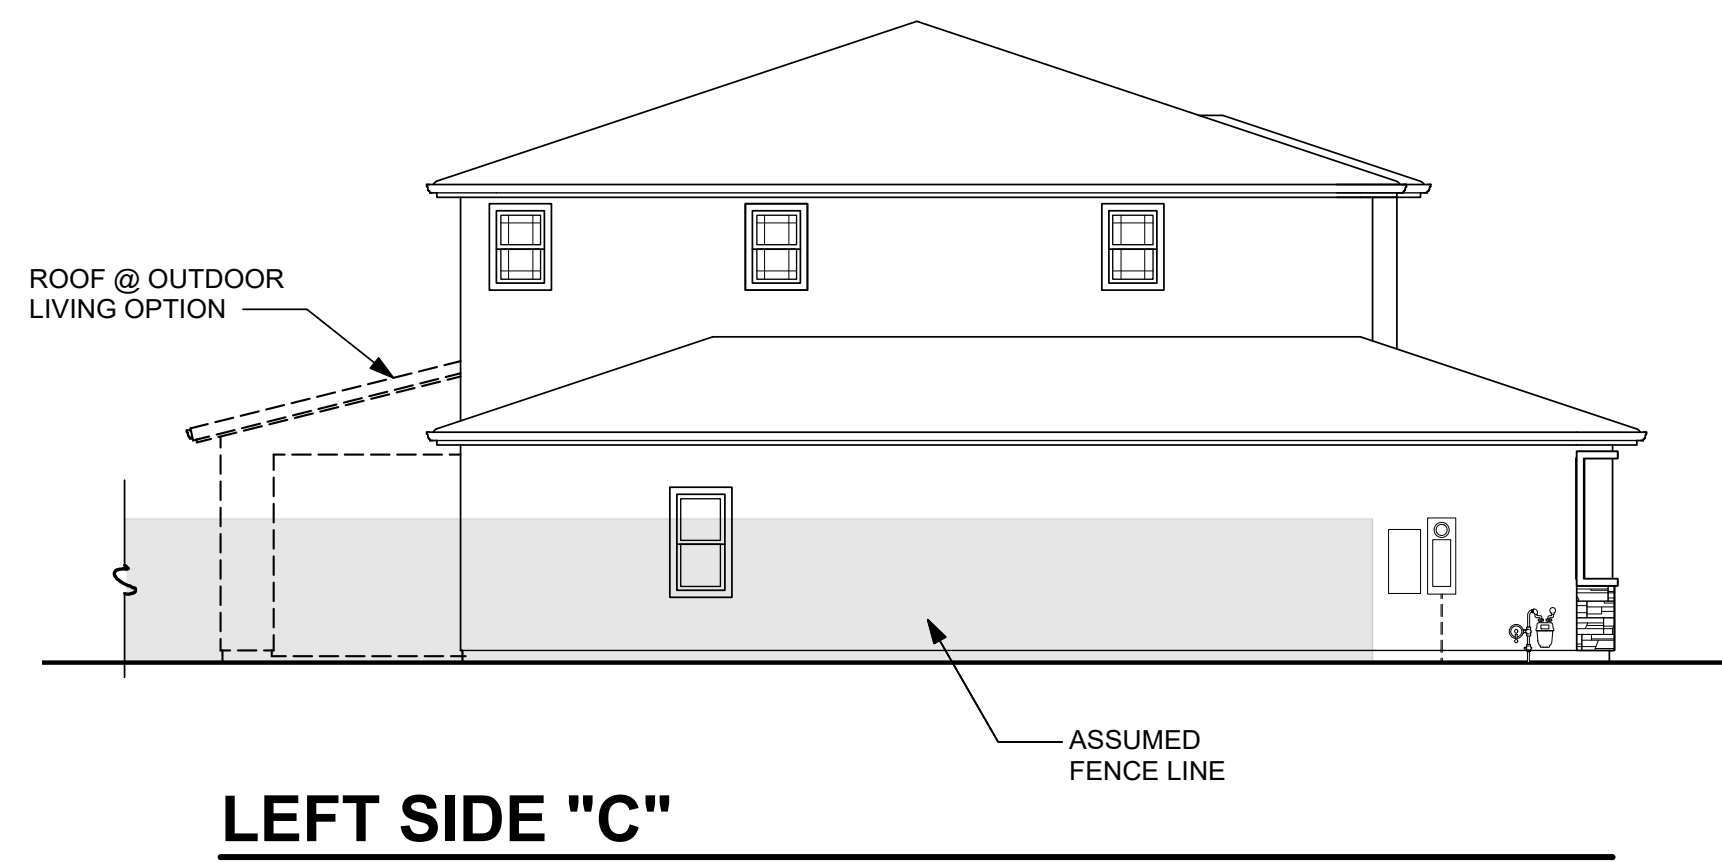 ROOF @ OUTDOOR
LIVING OPTION
ASSUMED
FENCE LINE
LEFT SIDE "C"